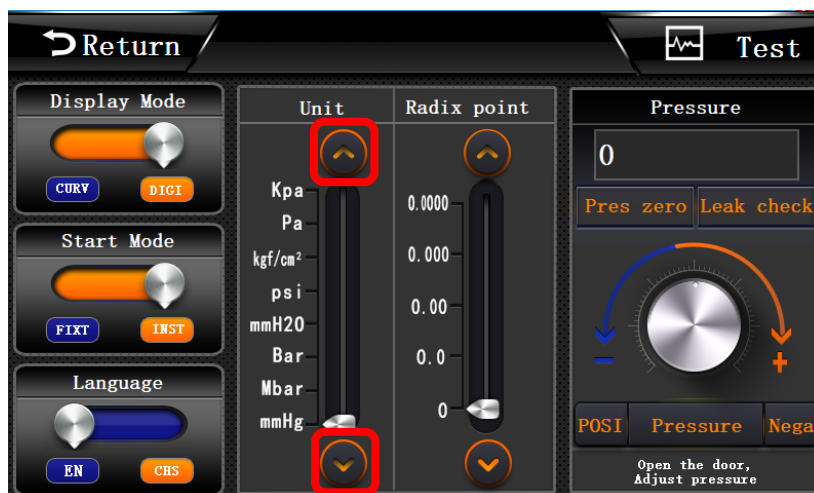 Return
Test
Display Mode
CURV
DIGI
Start Mode
FIXT
INST
Language
EN
CHS
Unit
Kpa
Pa
kgf/cm²
psi
mmH20
Bar
Mbar
mmHg
Radix point
0.0000
0.000
0.00
0.0
0
Pressure
0
Pres zero
Leak check
−
+
POSI
Pressure
Nega
Open the door,
Adjust pressure